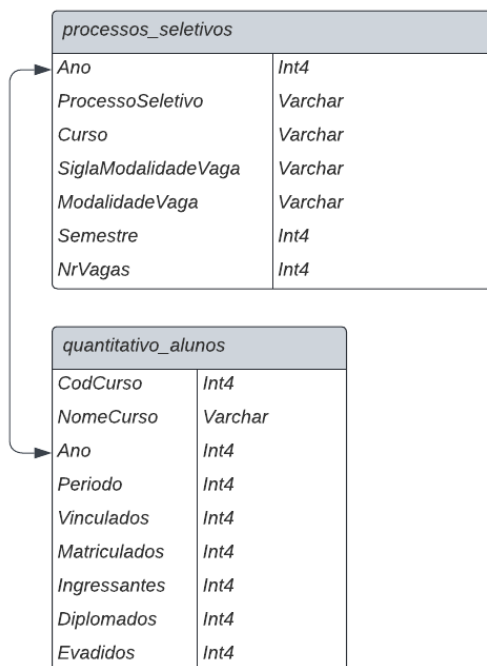 processos_seletivos
Ano Int4
ProcessoSeletivo Varchar
Curso Varchar
SiglaModalidadeVaga Varchar
ModalidadeVaga Varchar
Semestre Int4
NrVagas Int4
quantitativo_alunos
CodCurso Int4
NomeCurso Varchar
Ano Int4
Periodo Int4
Vinculados Int4
Matriculados Int4
Ingressantes Int4
Diplomados Int4
Evadidos Int4